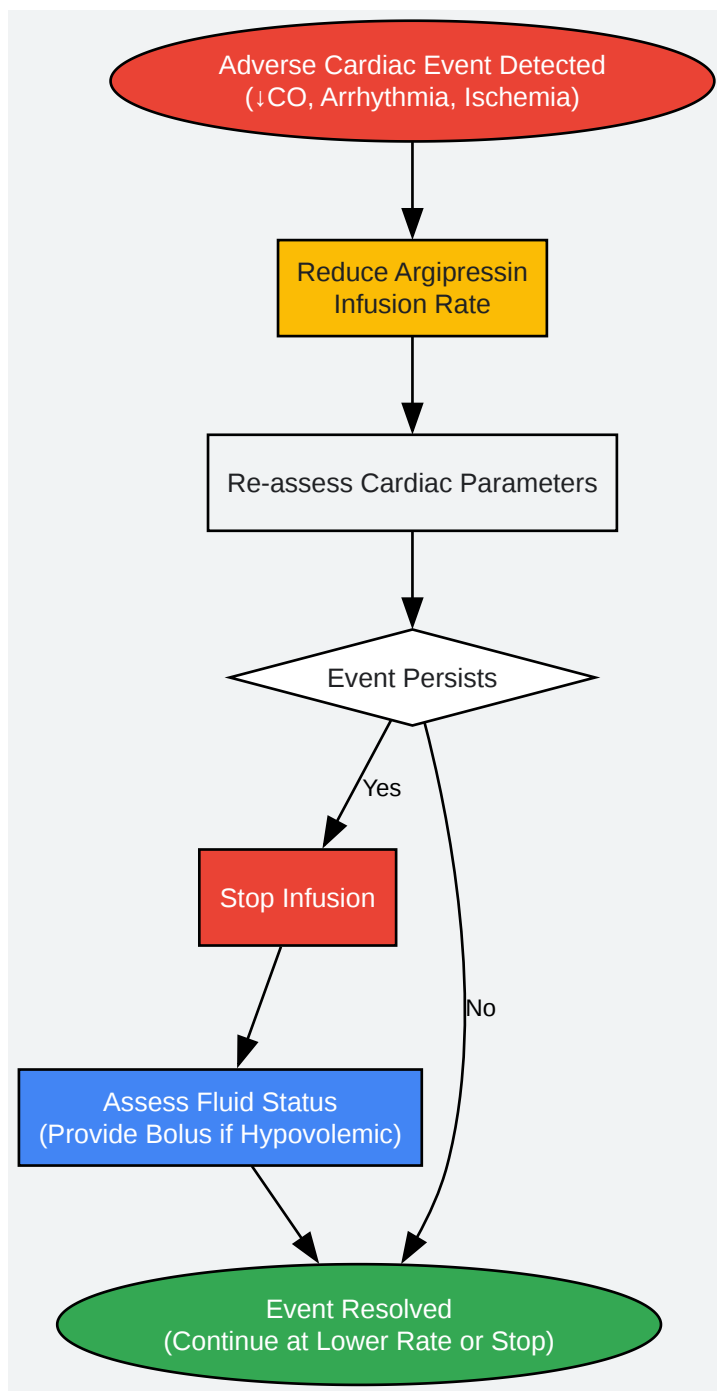 Adverse Cardiac Event Detected
(↓CO, Arrhythmia, Ischemia)
Reduce Argipressin
Infusion Rate
Re-assess Cardiac Parameters
Event Persists
Yes
Stop Infusion
No
Assess Fluid Status
(Provide Bolus if Hypovolemic)
Event Resolved
(Continue at Lower Rate or Stop)